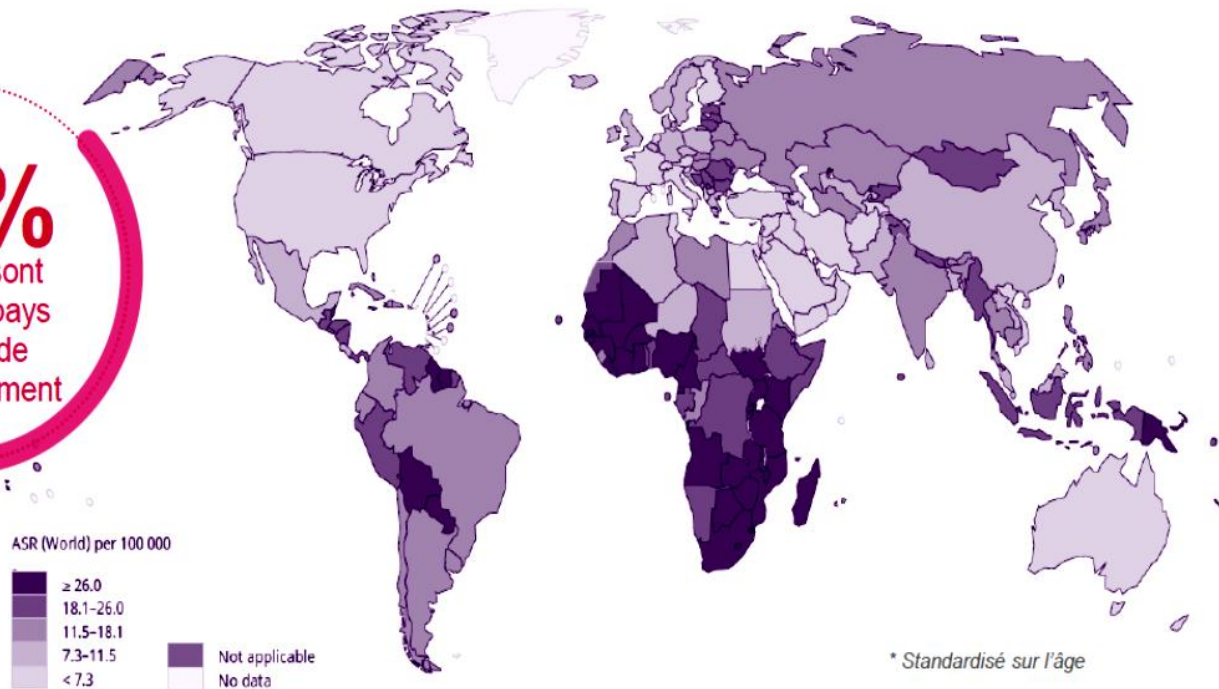 %
sont
pays
de
ment
ASR (World) per 100 000
≥ 26.0
18.1–26.0
11.5–18.1
7.3–11.5
< 7.3
Not applicable
No data
* Standardisé sur l'âge